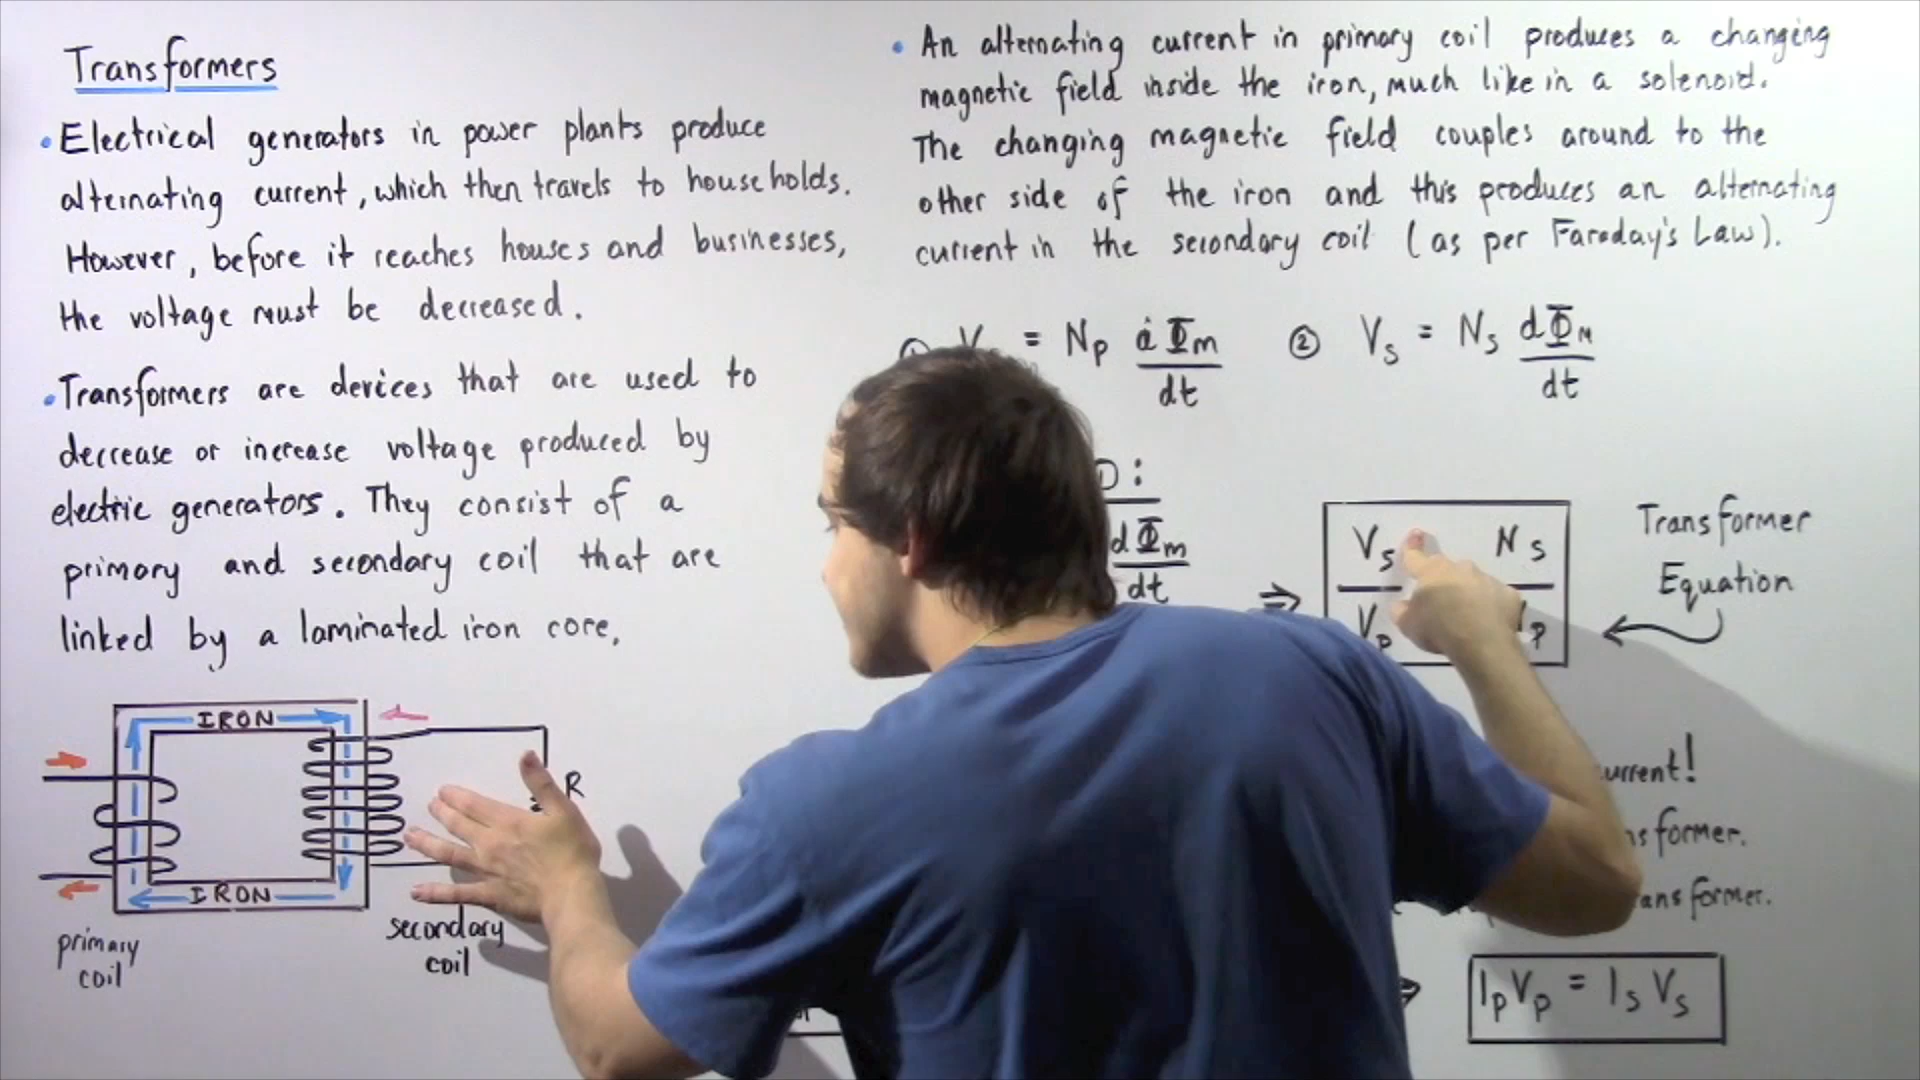 Transformers
• Electrical generators in power plants produce
alternating current, which then travels to households.
However, before it reaches houses and businesses,
the voltage must be decreased.
• Transformers are devices that are used to
decrease or increase voltage produced by
electric generators. They consist of a
primary and secondary coil that are
linked by a laminated iron core.
IRON
R
IRON
primary
coil
secondary
coil
• An alternating current in primary coil produces a changing
magnetic field inside the iron, much like in a solenoid.
The changing magnetic field couples around to the
other side of the iron and this produces an alternating
current in the secondary coil (as per Faraday's Law).
① V = Np dΦm/dt ② Vs = Ns dΦm/dt
dΦm/dt ⇒ Vs/Vp Ns/Np
Transformer
Equation
current!
IpVp = IsVs